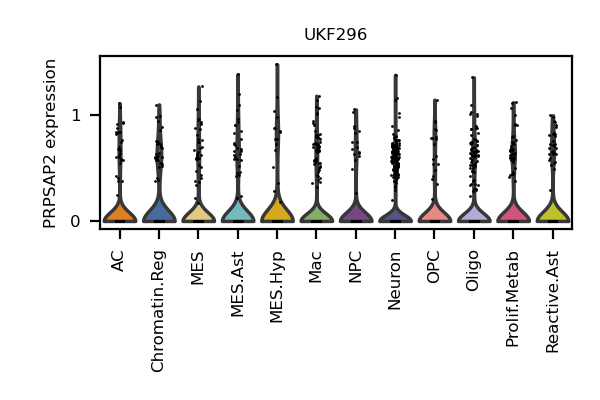 UKF296
PRPSAP2 expression
1
0
AC
Chromatin.Reg
MES
MES.Ast
MES.Hyp
Mac
NPC
Neuron
OPC
Oligo
Prolif.Metab
Reactive.Ast